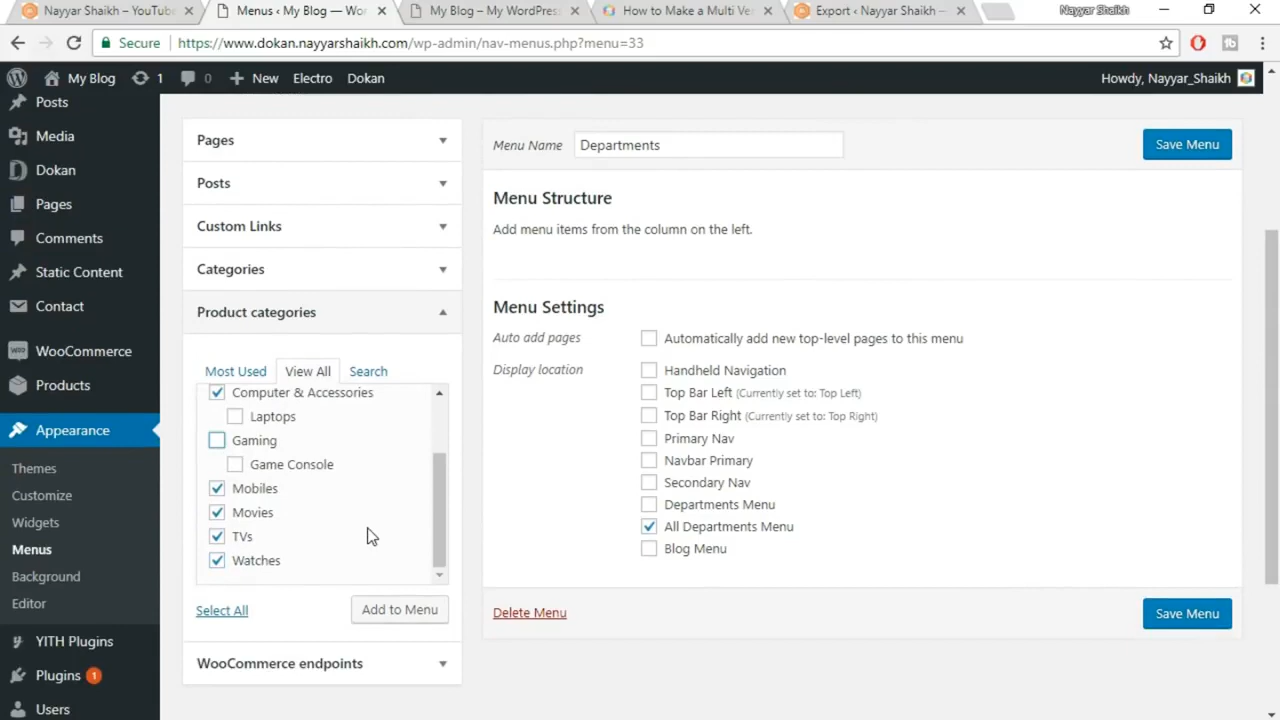 Nayyar Shaikh – YouTube
Menus ‹ My Blog — Wor
My Blog – My WordPress
How to Make a Multi Ve
Export ‹ Nayyar Shaikh —
Nayyar Shaikh
Secure
https://www.dokan.nayyarshaikh.com/wp-admin/nav-menus.php?menu=33
My Blog
1
0
New
Electro
Dokan
Howdy, Nayyar_Shaikh
Posts
Media
Dokan
Pages
Comments
Static Content
Contact
WooCommerce
Products
Appearance
Themes
Customize
Widgets
Menus
Background
Editor
YITH Plugins
Plugins 1
Users
Pages
Posts
Custom Links
Categories
Product categories
Most Used
View All
Search
Computer & Accessories
Laptops
Gaming
Game Console
Mobiles
Movies
TVs
Watches
Select All
Add to Menu
WooCommerce endpoints
Menu Name
Departments
Save Menu
Menu Structure
Add menu items from the column on the left.
Menu Settings
Auto add pages
Automatically add new top-level pages to this menu
Display location
Handheld Navigation
Top Bar Left (Currently set to: Top Left)
Top Bar Right (Currently set to: Top Right)
Primary Nav
Navbar Primary
Secondary Nav
Departments Menu
All Departments Menu
Blog Menu
Delete Menu
Save Menu